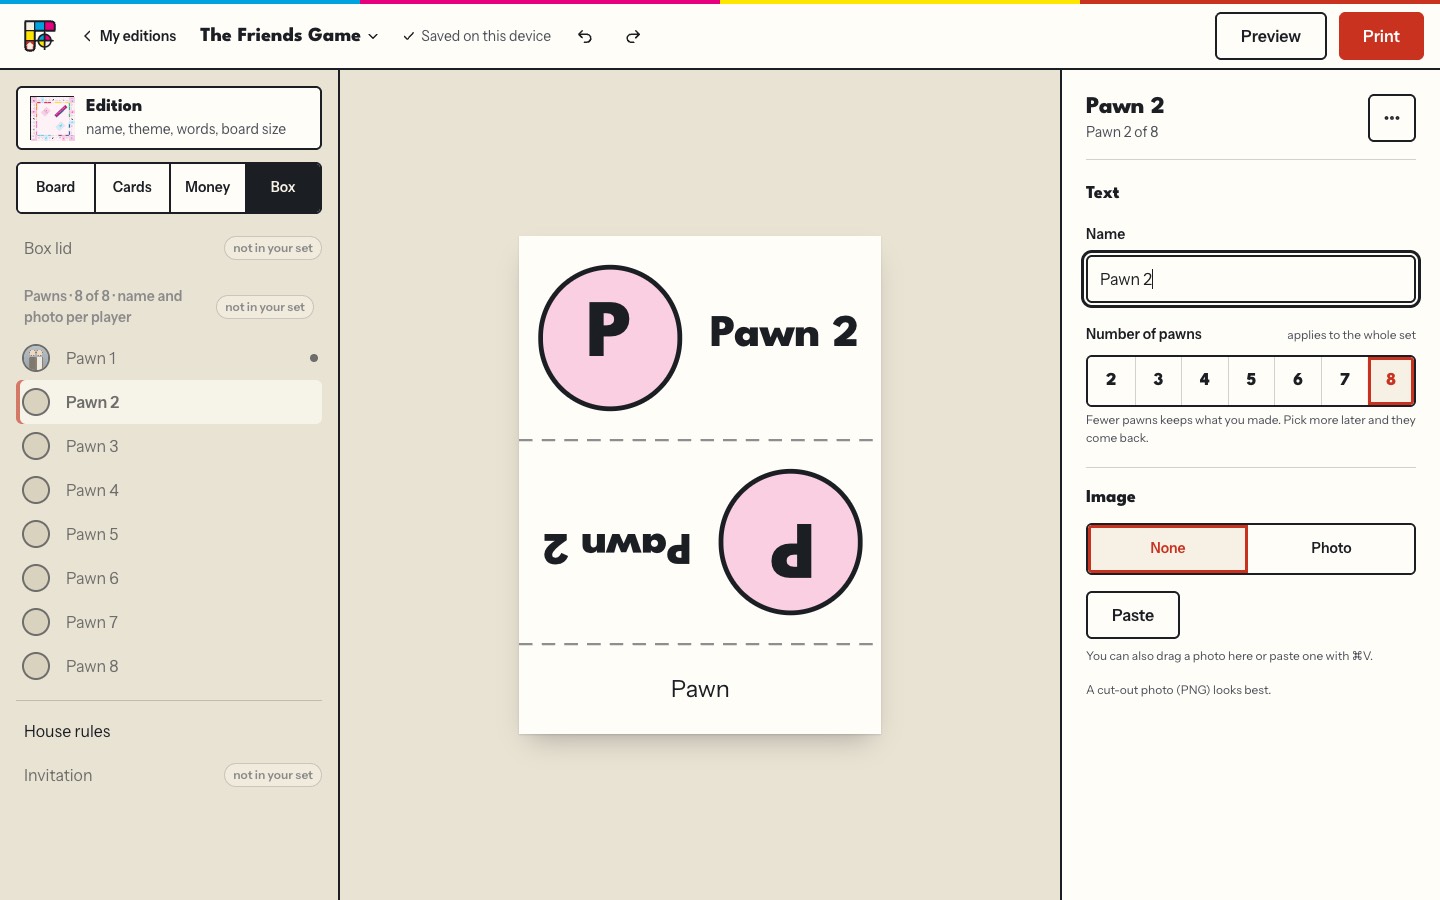 My editions
The Friends Game
Saved on this device
Preview
Print
Edition
name, theme, words, board size
Board
Cards
Money
Box
Box lid
not in your set
Pawns · 8 of 8 · name and
photo per player
not in your set
Pawn 1
Pawn 2
Pawn 3
Pawn 4
Pawn 5
Pawn 6
Pawn 7
Pawn 8
House rules
Invitation
not in your set
P
Pawn 2
Pawn 2
P
Pawn
Pawn 2
Pawn 2 of 8
Text
Name
Pawn 2
Number of pawns
applies to the whole set
2
3
4
5
6
7
8
Fewer pawns keeps what you made. Pick more later and they
come back.
Image
None
Photo
Paste
You can also drag a photo here or paste one with ⌘V.
A cut-out photo (PNG) looks best.